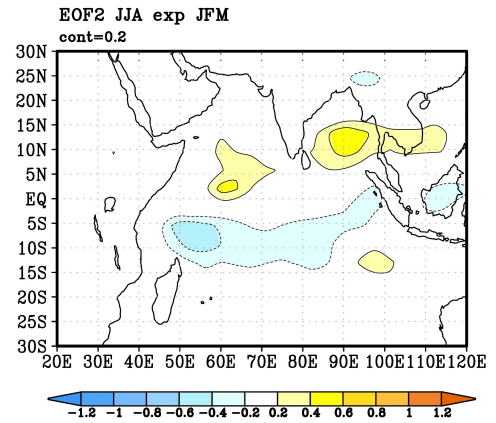 EOF2 JJA exp JFM
cont=0.2
30N
25N
20N
15N
10N
5N
EQ
5S
10S
15S
20S
25S
30S
20E 30E 40E 50E 60E 70E 80E 90E 100E 110E 120E
-1.2 -1 -0.8 -0.6 -0.4 -0.2 0.2 0.4 0.6 0.8 1 1.2